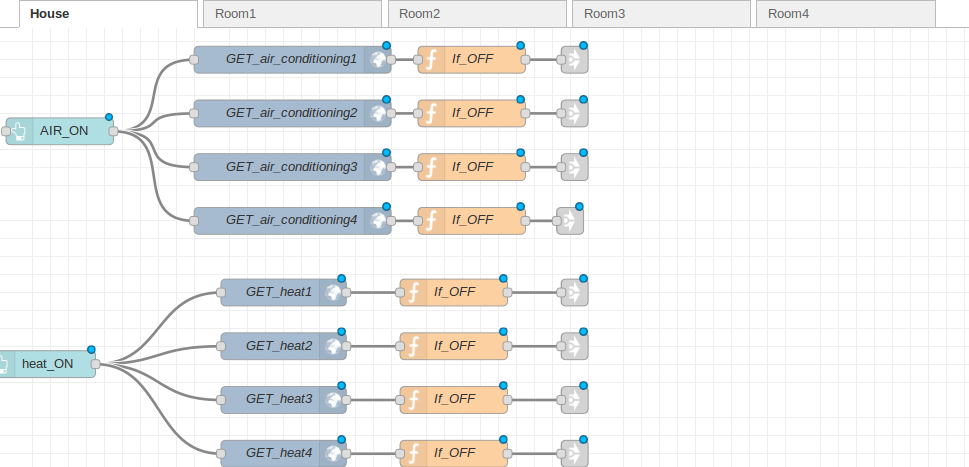 House
Room1
Room2
Room3
Room4
GET_air_conditioning1
If_OFF
GET_air_conditioning2
If_OFF
AIR_ON
GET_air_conditioning3
If_OFF
GET_air_conditioning4
If_OFF
GET_heat1
If_OFF
GET_heat2
If_OFF
heat_ON
GET_heat3
If_OFF
GET_heat4
If_OFF